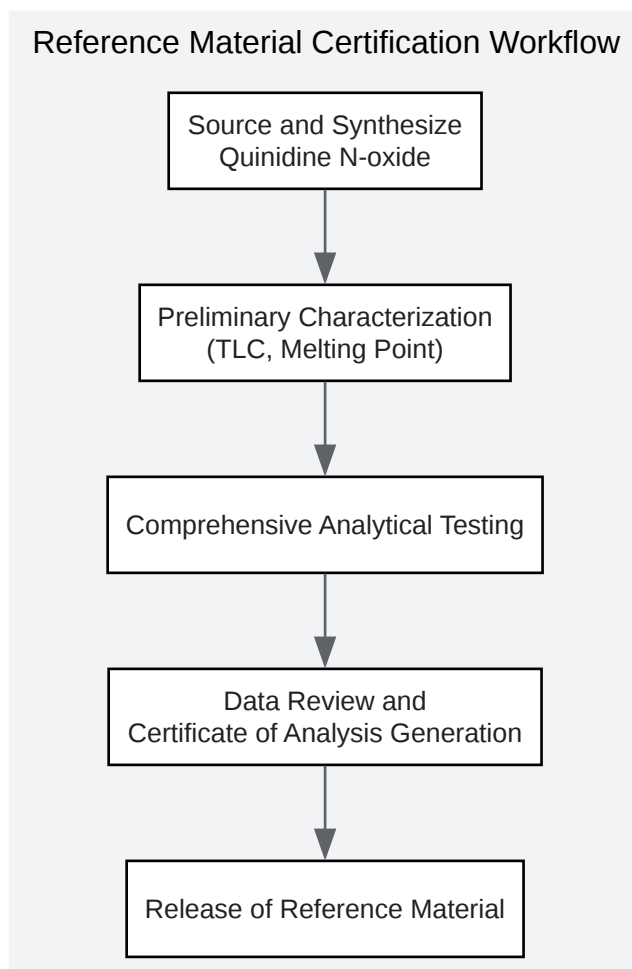 Reference Material Certification Workflow
Source and Synthesize
Quinidine N-oxide
Preliminary Characterization
(TLC, Melting Point)
Comprehensive Analytical Testing
Data Review and
Certificate of Analysis Generation
Release of Reference Material